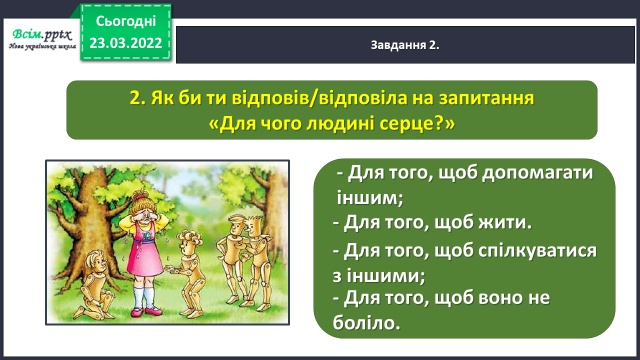 Всім.pptx
Нова українська школа
Сьогодні
23.03.2022
Завдання 2.
2. Як би ти відповів/відповіла на запитання
«Для чого людині серце?»
- Для того, щоб допомагати
іншим;
- Для того, щоб жити.
- Для того, щоб спілкуватися
з іншими;
- Для того, щоб воно не
боліло.